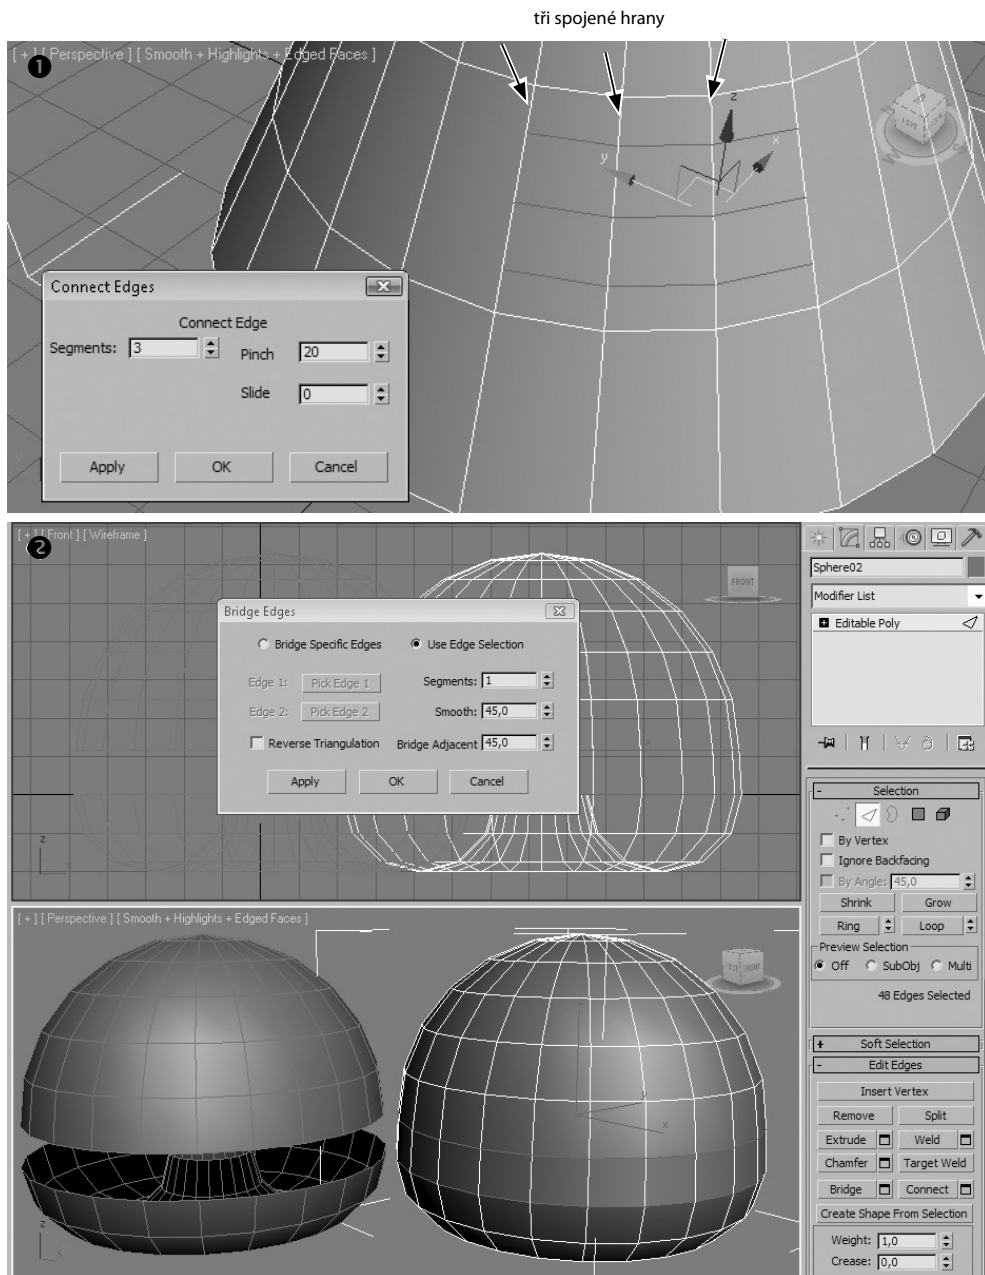 tři spojené hrany
[ + ] [ Perspective ] [ Smooth + Highlights + Edged Faces ]
1
z
x
y
Connect Edges
Connect Edge
Segments: 3
Pinch 20
Slide 0
Apply OK Cancel
[ + ] [ Front ] [ Wireframe ]
2
FRONT
Bridge Edges
Bridge Specific Edges
Use Edge Selection
Edge 1: Pick Edge 1
Segments: 1
Edge 2: Pick Edge 2
Smooth: 45,0
Reverse Triangulation
Bridge Adjacent 45,0
Apply OK Cancel
x
z
Sphere02
Modifier List
Editable Poly
- Selection
By Vertex
Ignore Backfacing
By Angle: 45,0
Shrink Grow
Ring Loop
Preview Selection
Off SubObj Multi
48 Edges Selected
+ Soft Selection
- Edit Edges
Insert Vertex
Remove Split
Extrude Weld
Chamfer Target Weld
Bridge Connect
Create Shape From Selection
Weight: 1,0
Crease: 0,0
[ + ] [ Perspective ] [ Smooth + Highlights + Edged Faces ]
y
x
z